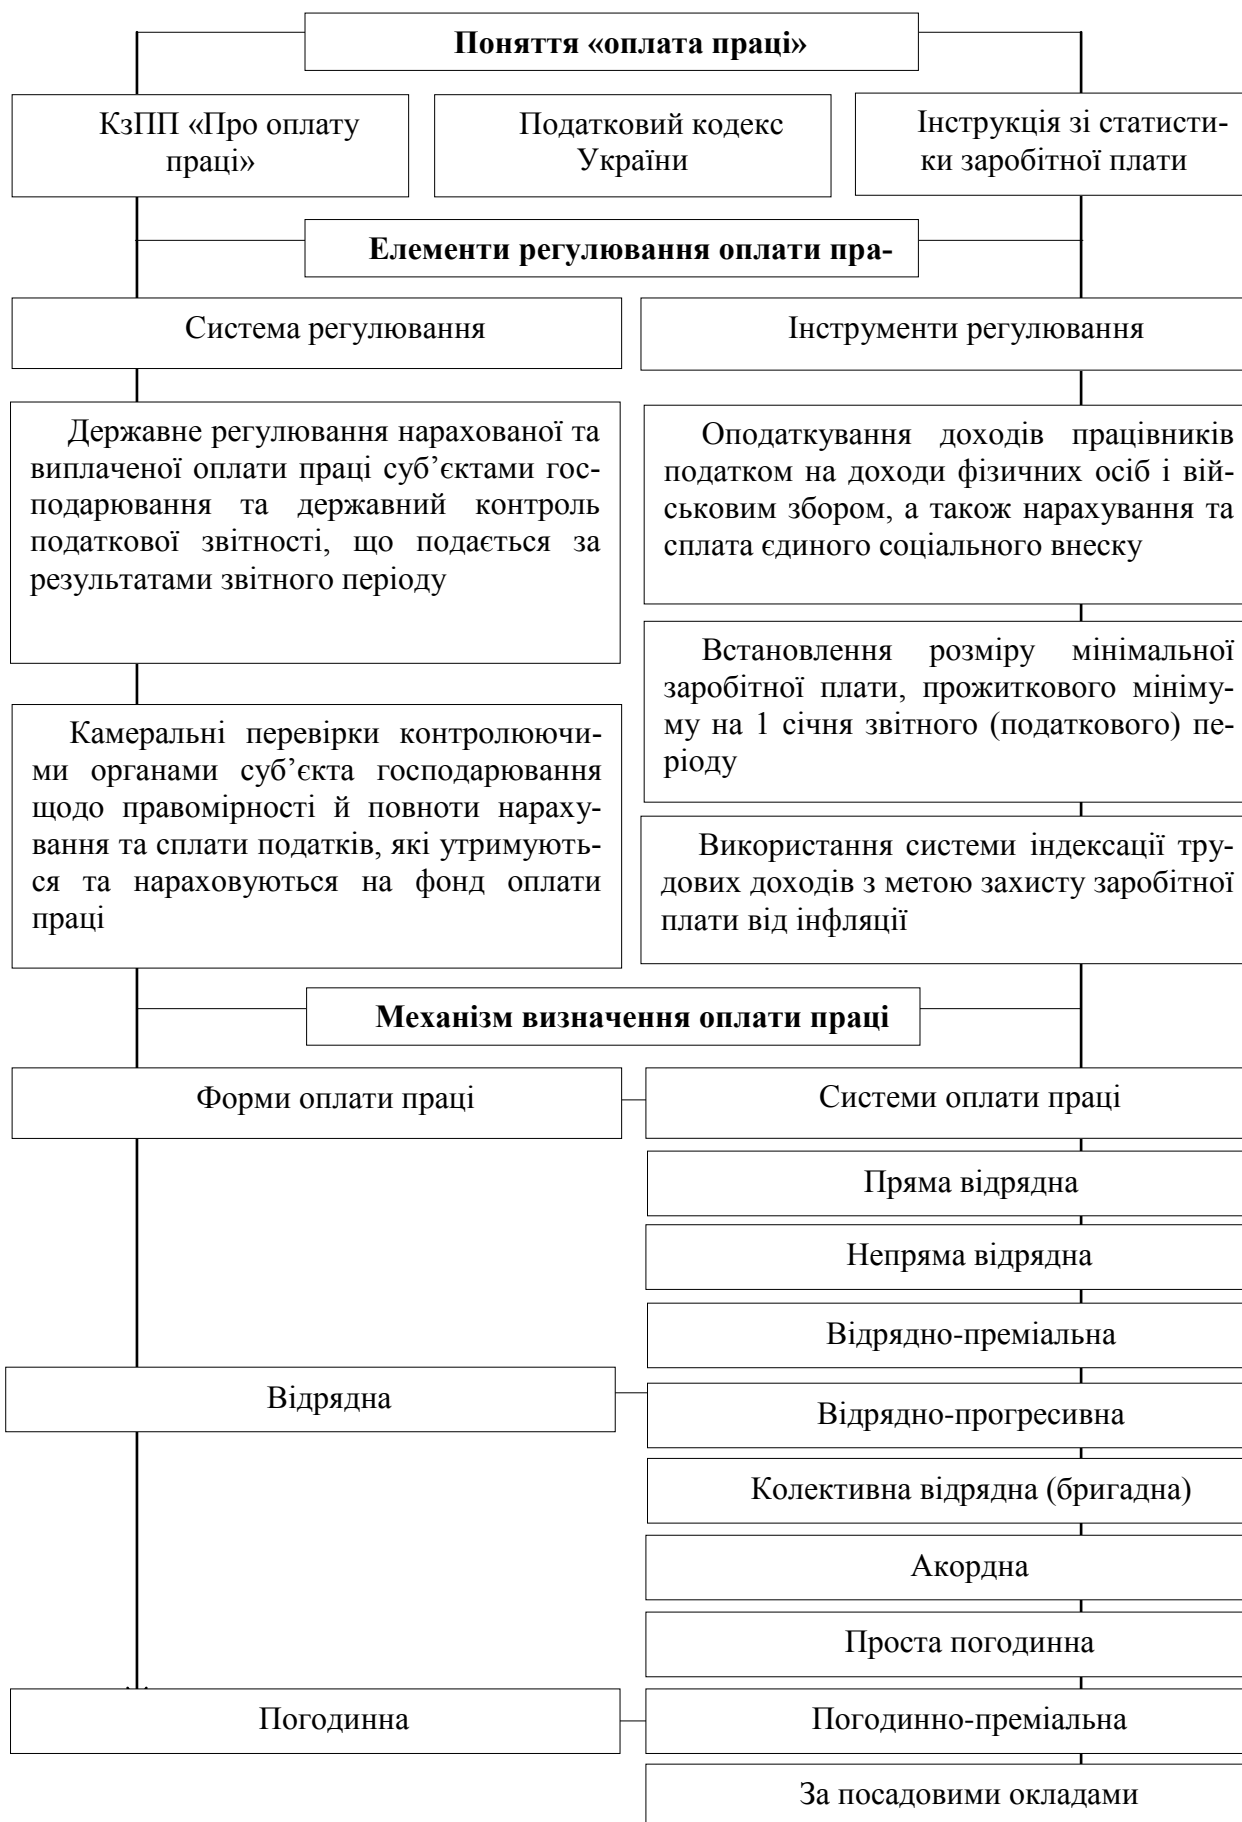 Поняття «оплата праці»
КзПП «Про оплату
праці»
Податковий кодекс
України
Інструкція зі статисти-
ки заробітної плати
Елементи регулювання оплати пра-
Система регулювання
Інструменти регулювання
Державне регулювання нарахованої та
виплаченої оплати праці суб’єктами гос-
подарювання та державний контроль
податкової звітності, що подається за
результатами звітного періоду
Камеральні перевірки контролюючи-
ми органами суб’єкта господарювання
щодо правомірності й повноти нараху-
вання та сплати податків, які утримують-
ся та нараховуються на фонд оплати
праці
Оподаткування доходів працівників
податком на доходи фізичних осіб і вій-
ськовим збором, а також нарахування та
сплата єдиного соціального внеску
Встановлення розміру мінімальної
заробітної плати, прожиткового мініму-
му на 1 січня звітного (податкового) пе-
ріоду
Використання системи індексації тру-
дових доходів з метою захисту заробітної
плати від інфляції
Механізм визначення оплати праці
Форми оплати праці
Системи оплати праці
Пряма відрядна
Непряма відрядна
Відрядно-преміальна
Відрядна
Відрядно-прогресивна
Колективна відрядна (бригадна)
Акордна
Проста погодинна
Погодинна
Погодинно-преміальна
За посадовими окладами